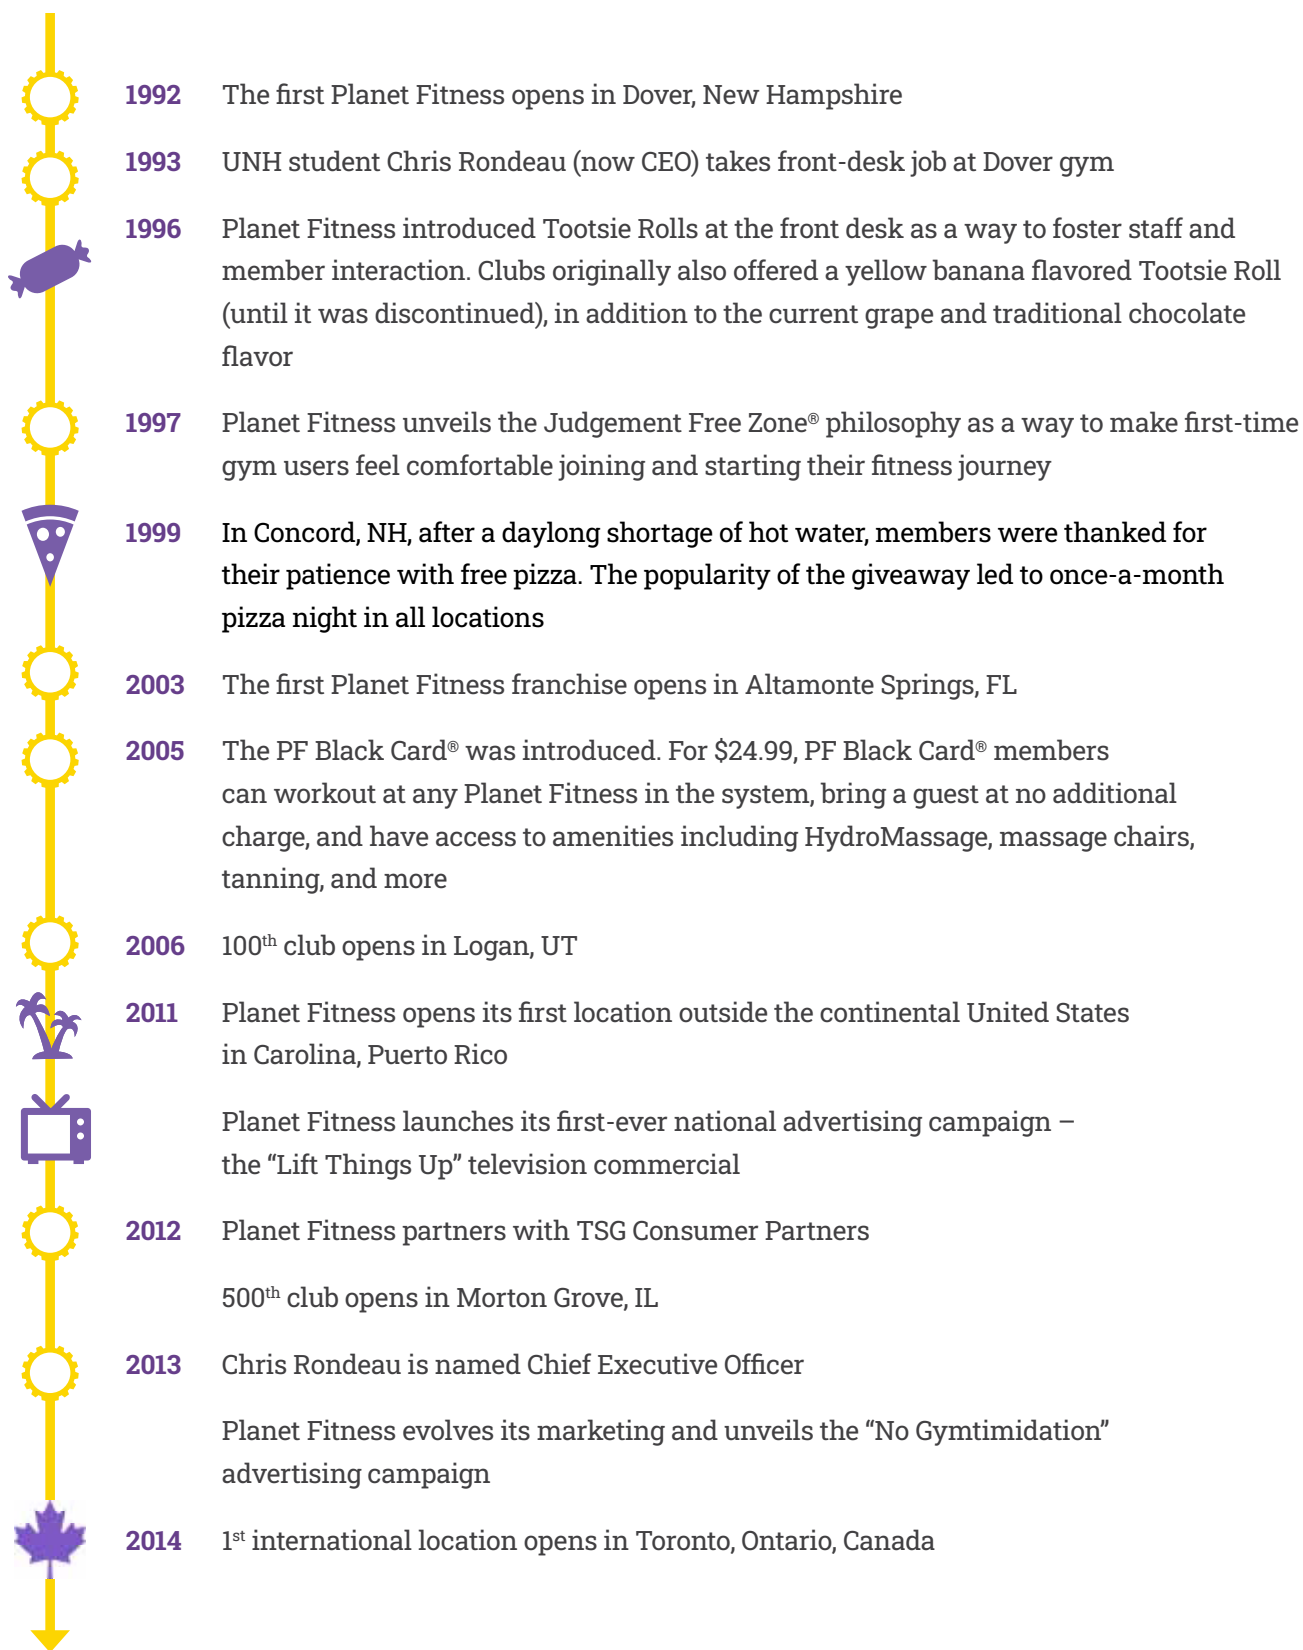 1992 The first Planet Fitness opens in Dover, New Hampshire
1993 UNH student Chris Rondeau (now CEO) takes front-desk job at Dover gym
1996 Planet Fitness introduced Tootsie Rolls at the front desk as a way to foster staff and
member interaction. Clubs originally also offered a yellow banana flavored Tootsie Roll
(until it was discontinued), in addition to the current grape and traditional chocolate
flavor
1997 Planet Fitness unveils the Judgement Free Zone® philosophy as a way to make first-time
gym users feel comfortable joining and starting their fitness journey
1999 In Concord, NH, after a daylong shortage of hot water, members were thanked for
their patience with free pizza. The popularity of the giveaway led to once-a-month
pizza night in all locations
2003 The first Planet Fitness franchise opens in Altamonte Springs, FL
2005 The PF Black Card® was introduced. For $24.99, PF Black Card® members
can workout at any Planet Fitness in the system, bring a guest at no additional
charge, and have access to amenities including HydroMassage, massage chairs,
tanning, and more
2006 100th club opens in Logan, UT
2011 Planet Fitness opens its first location outside the continental United States
in Carolina, Puerto Rico
Planet Fitness launches its first-ever national advertising campaign –
the “Lift Things Up” television commercial
2012 Planet Fitness partners with TSG Consumer Partners
500th club opens in Morton Grove, IL
2013 Chris Rondeau is named Chief Executive Officer
Planet Fitness evolves its marketing and unveils the “No Gymtimidation”
advertising campaign
2014 1st international location opens in Toronto, Ontario, Canada